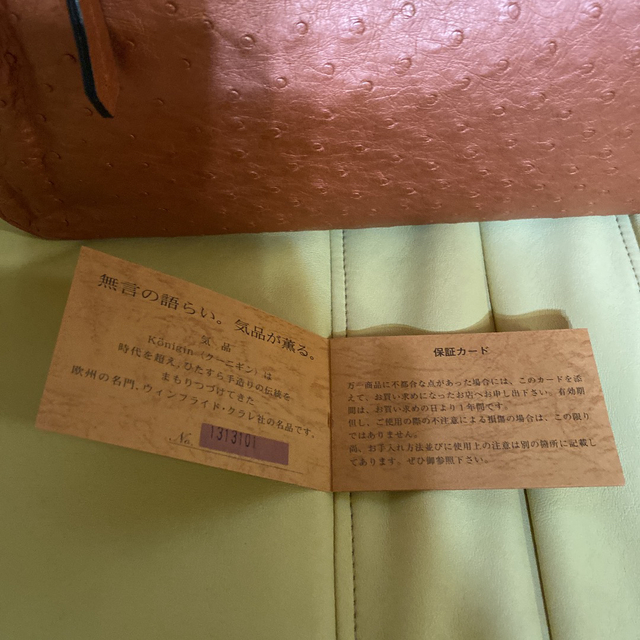 無言の語らい。気品が薫る。
気品
Königin（クーニギン）は
時代を超え、ひたすら手造りの伝統を
まもりつづけてきた
欧州の名門、ウィンフライド・クラレ社の名品です。
No. 1313101
保証カード
万一商品に不都合な点があった場合には、このカードを添
えて、お買い求めになったお店へお申し出下さい。有効期
間は、お買い求めの日より1年間です。
但し、ご使用の際の不注意による損傷の場合は、この限り
ではありません。
尚、お手入れ方法並びに使用上の注意は別の個所に記載し
てあります。ぜひ御参照下さい。